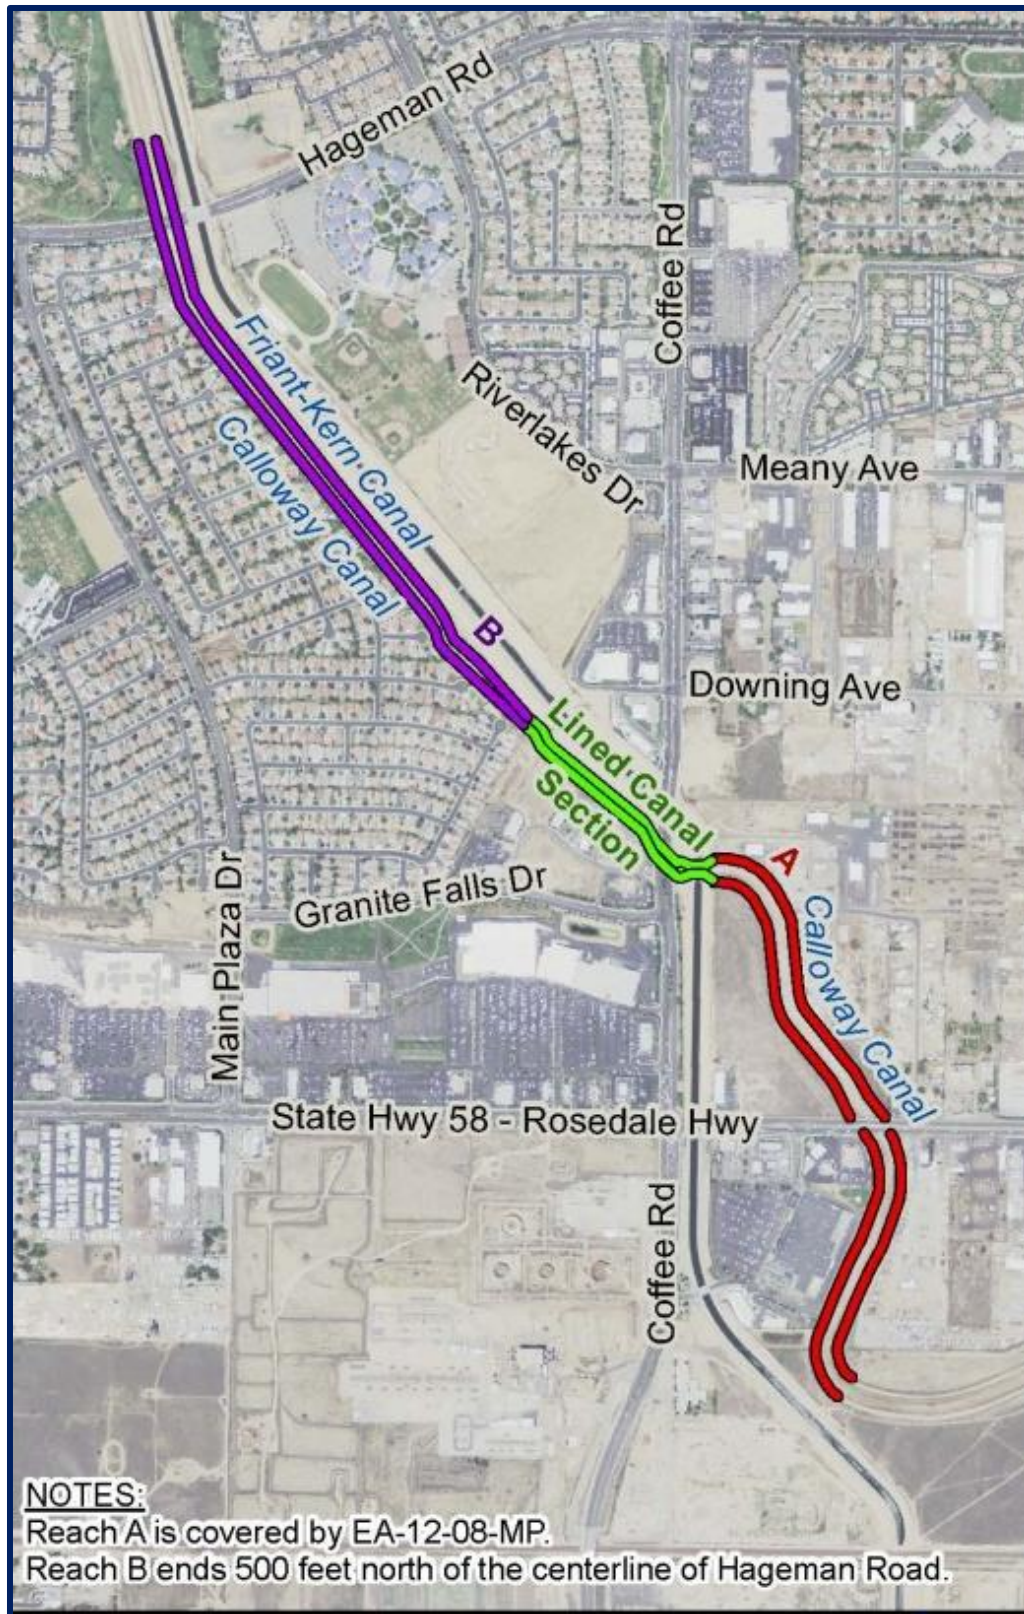 Hageman Rd
Coffee Rd
Friant-Kern Canal
Calloway Canal
Riverlakes Dr
Meany Ave
B
Downing Ave
Lined Canal
Section
A
Calloway Canal
Granite Falls Dr
Main Plaza Dr
State Hwy 58 - Rosedale Hwy
Coffee Rd
NOTES:
Reach A is covered by EA-12-08-MP.
Reach B ends 500 feet north of the centerline of Hageman Road.